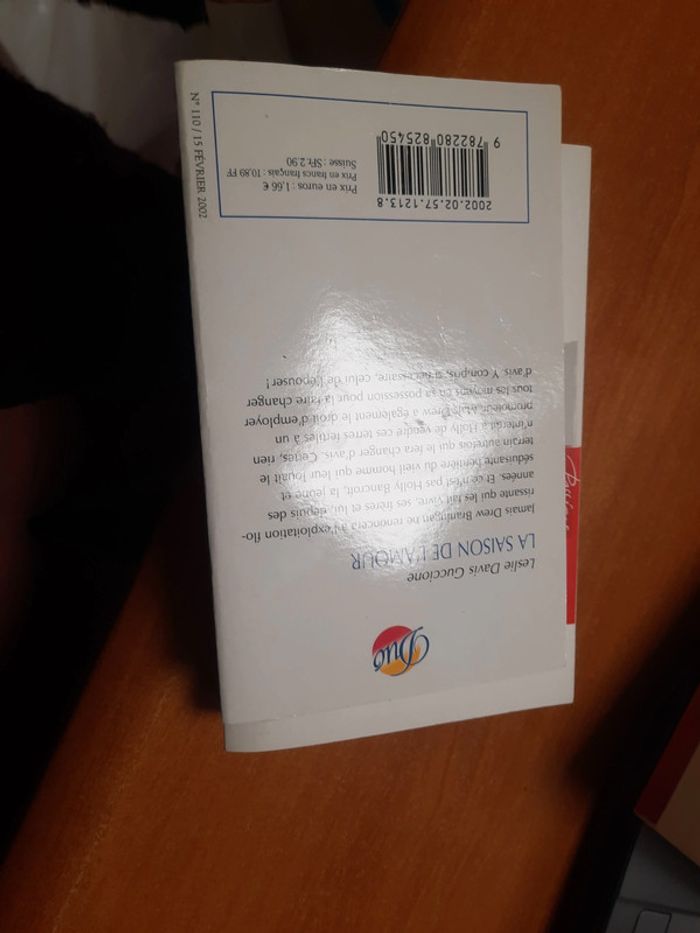 Duo
Leslie Davis Guccione
LA SAISON DE L'AMOUR
Jamais Drew Branningan ne renoncera à l'exploitation flo-
rissante qui les fait vivre, ses frères et lui, depuis des
années. Et ce n'est pas Holly Bancroft, la jeune et
séduisante héritière du vieil homme qui leur louait le
terrain autrefois qui le fera changer d'avis. Certes, rien
n'interdit à Holly de vendre ces terres fertiles à un
promoteur. Mais Drew a également le droit d'employer
tous les moyens en sa possession pour la faire changer
d'avis. Y compris, si nécessaire, celui de l'épouser !
2002.02.57.1213.8
9 782280 825450
Prix en euros : 1,66 €
Prix en francs français : 10,89 FF
Suisse : SFr. 2.90
N° 110 / 15 FÉVRIER 2002